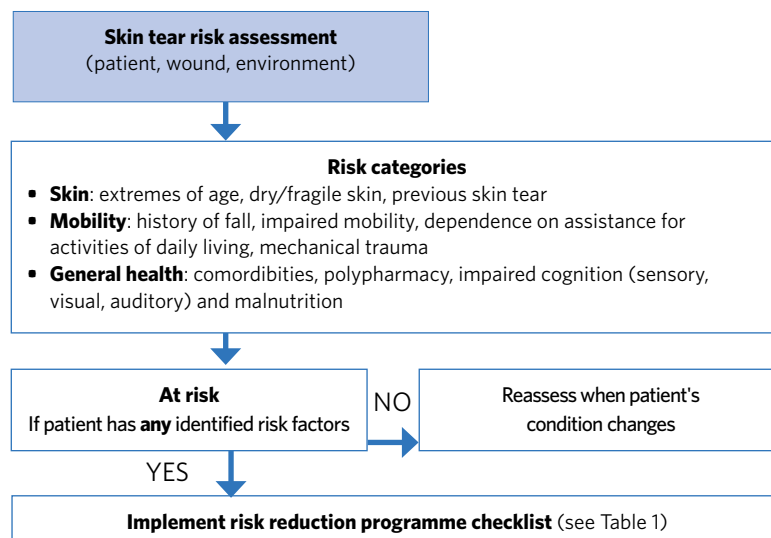 Skin tear risk assessment
(patient, wound, environment)
Risk categories
• Skin: extremes of age, dry/fragile skin, previous skin tear
• Mobility: history of fall, impaired mobility, dependence on assistance for
activities of daily living, mechanical trauma
• General health: comordibities, polypharmacy, impaired cognition (sensory,
visual, auditory) and malnutrition
At risk
If patient has any identified risk factors
NO
Reassess when patient's
condition changes
YES
Implement risk reduction programme checklist (see Table 1)